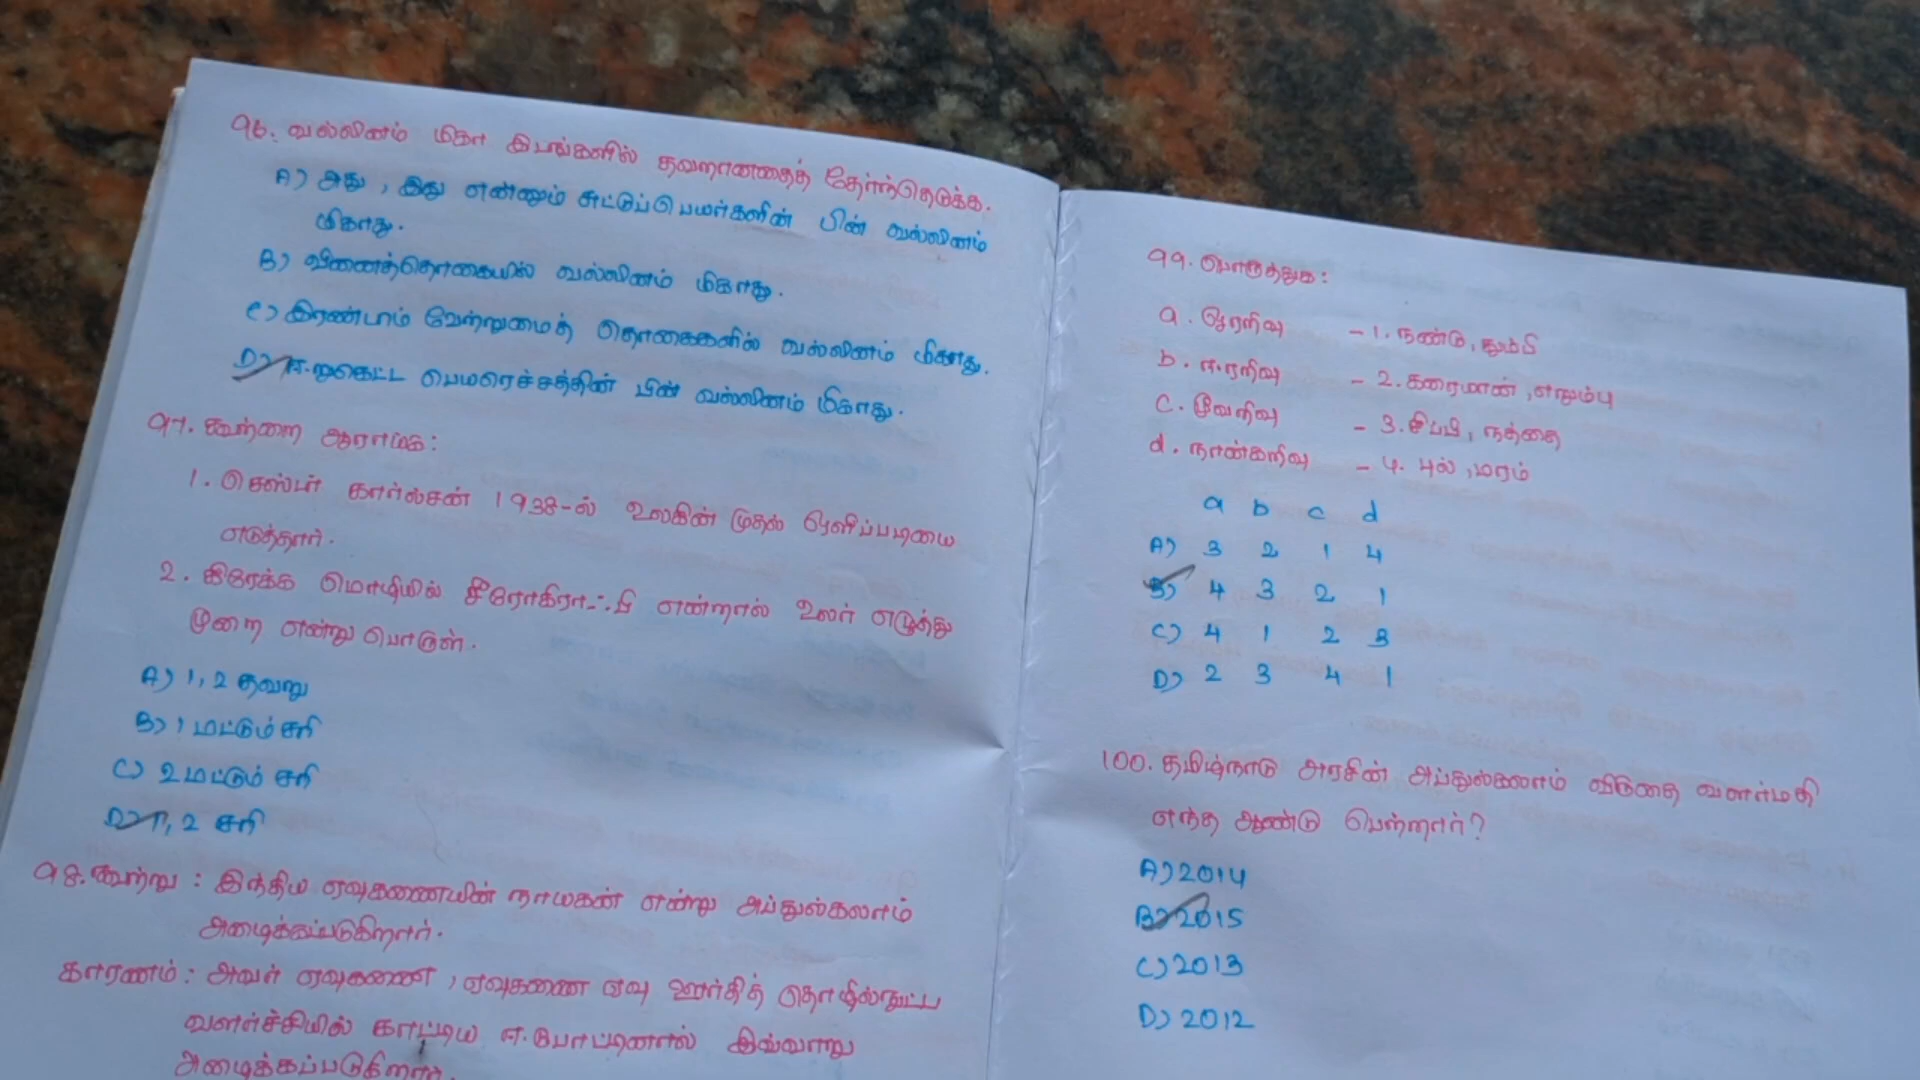 96. வல்லினம் மிகா இடங்களில் தவறானதைத் தேர்ந்தெடுக்க.
A) அது, இது என்னும் சுட்டுப்பெயர்களின் பின் வல்லினம்
மிகாது.
B) வினைத்தொகையில் வல்லினம் மிகாது.
C) இரண்டாம் வேற்றுமைத் தொகைகளில் வல்லினம் மிகாது.
D) ஈறுகெட்ட பெயரெச்சத்தின் பின் வல்லினம் மிகாது.
97. கூற்றை ஆராய்க:
1. செஸ்டர் கார்ல்சன் 1938-ல் உலகின் முதல் ஒளிப்படியை
எடுத்தார்.
2. கிரேக்க மொழியில் சீரோகிராஃபி என்றால் உலர் எழுத்து
முறை என்று பொருள்.
A) 1, 2 தவறு
B) 1 மட்டும் சரி
C) 2 மட்டும் சரி
D) 1, 2 சரி
98. கூற்று : இந்திய ஏவுகணையின் நாயகன் என்று அப்துல்கலாம்
அழைக்கப்படுகிறார்.
காரணம் : அவர் ஏவுகணை, ஏவுகணை ஏவு ஊர்தித் தொழில்நுட்ப
வளர்ச்சியில் காட்டிய ஈடுபாட்டினால் இவ்வாறு
அழைக்கப்படுகிறார்.
99. பொருத்துக:
a. ஓரறிவு - 1. நண்டு, தும்பி
b. ஈரறிவு - 2. கரையான், எறும்பு
c. மூவறிவு - 3. சிப்பி, நத்தை
d. நான்கறிவு - 4. புல், மரம்
a b c d
A) 3 2 1 4
B) 4 3 2 1
C) 4 1 2 3
D) 2 3 4 1
100. தமிழ்நாடு அரசின் அப்துல்கலாம் விருதை வளர்மதி
எந்த ஆண்டு பெற்றார்?
A) 2014
B) 2015
C) 2013
D) 2012